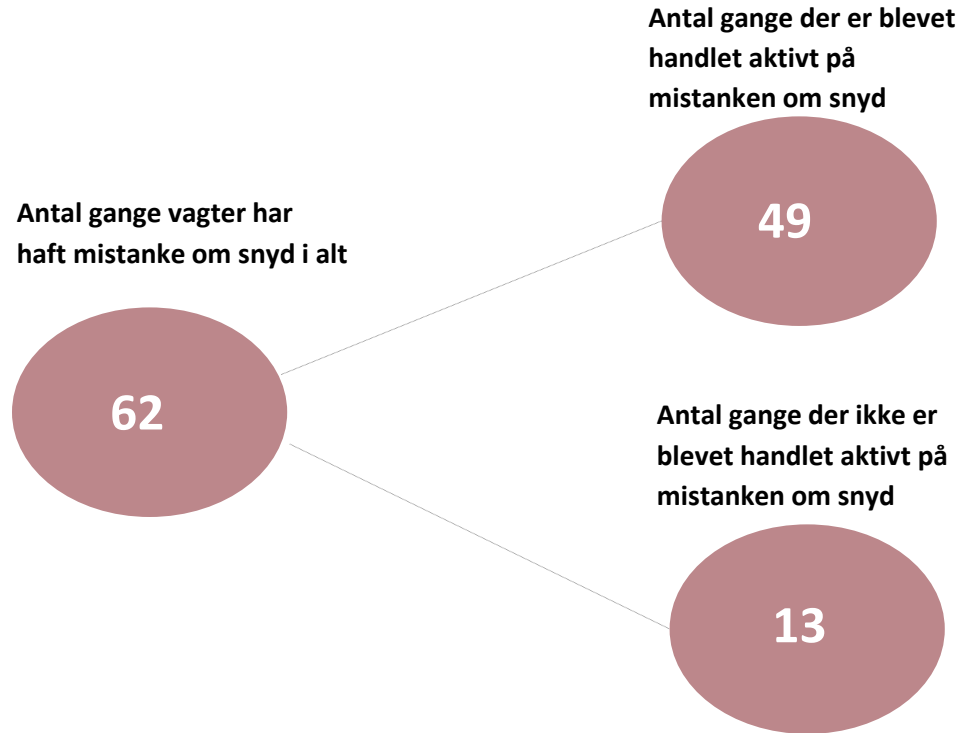 Antal gange der er blevet
handlet aktivt på
mistanken om snyd
49
Antal gange vagter har
haft mistanke om snyd i alt
62
Antal gange der ikke er
blevet handlet aktivt på
mistanken om snyd
13